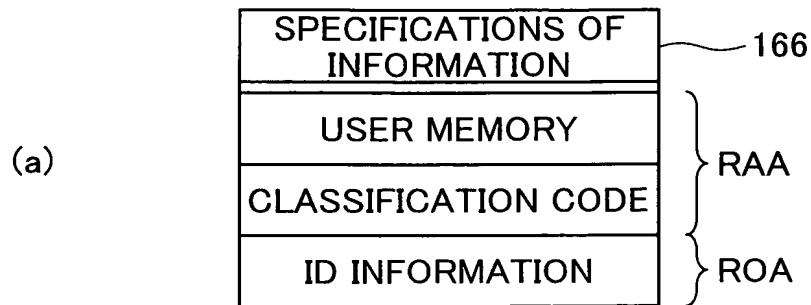 SPECIFICATIONS OF
INFORMATION
166
(a)
USER MEMORY
CLASSIFICATION CODE
RAA
ID INFORMATION
ROA